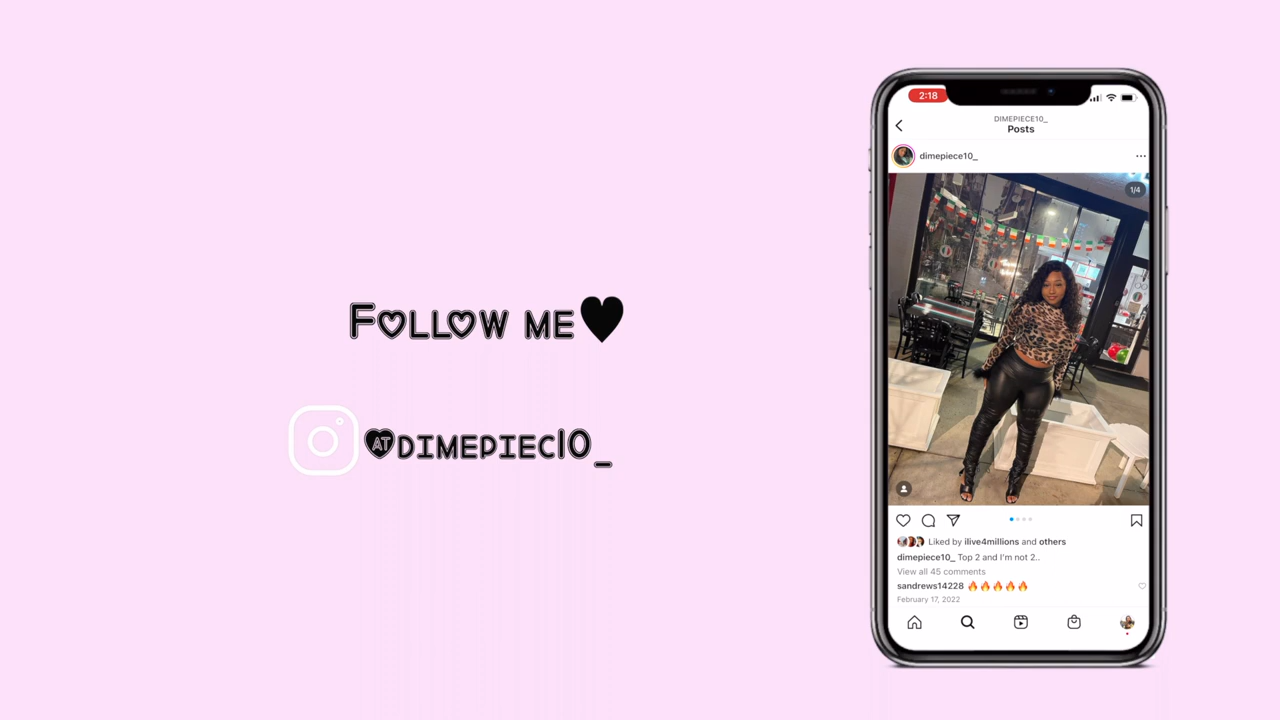 Follow me♥
AT DIMEPIEC10_
2:18
DIMEPIECE10_
Posts
dimepiece10_
1/4
Liked by ilive4millions and others
dimepiece10_ Top 2 and I'm not 2..
View all 45 comments
sandrews14228 🔥🔥🔥🔥🔥
February 17, 2022